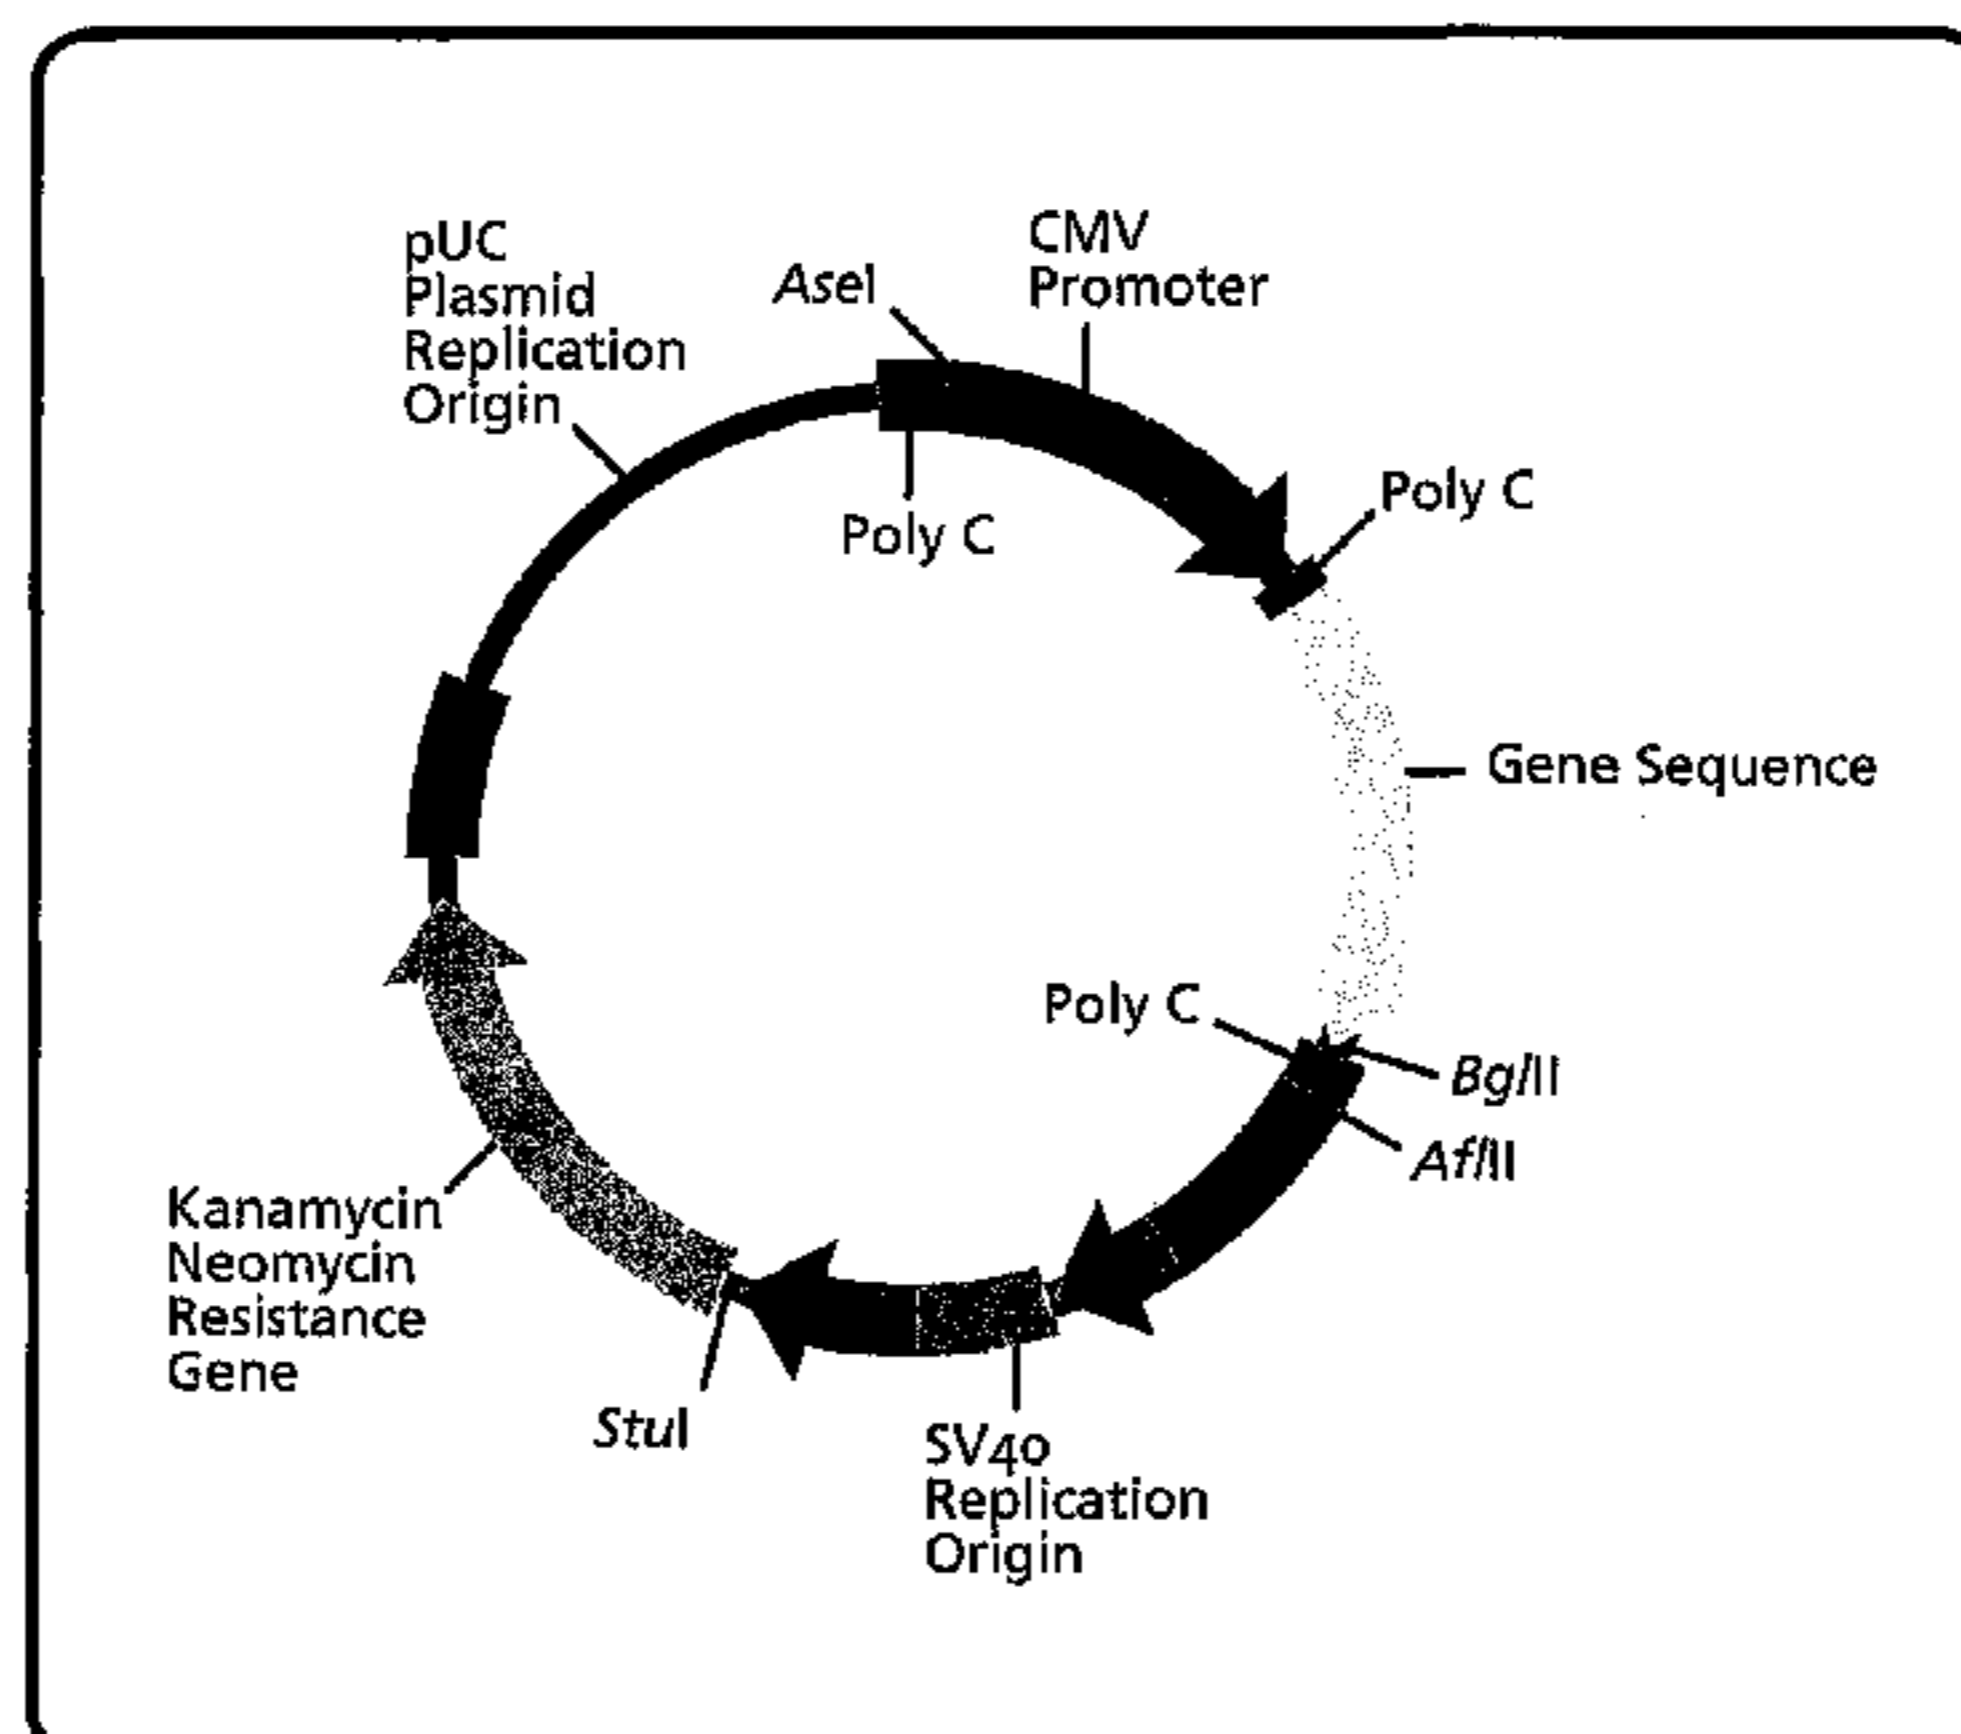 pUC
Plasmid
Replication
Origin
AseI
CMV
Promoter
Poly C
Poly C
Gene Sequence
Poly C
BglII
AflII
Kanamycin
Neomycin
Resistance
Gene
StuI
SV40
Replication
Origin